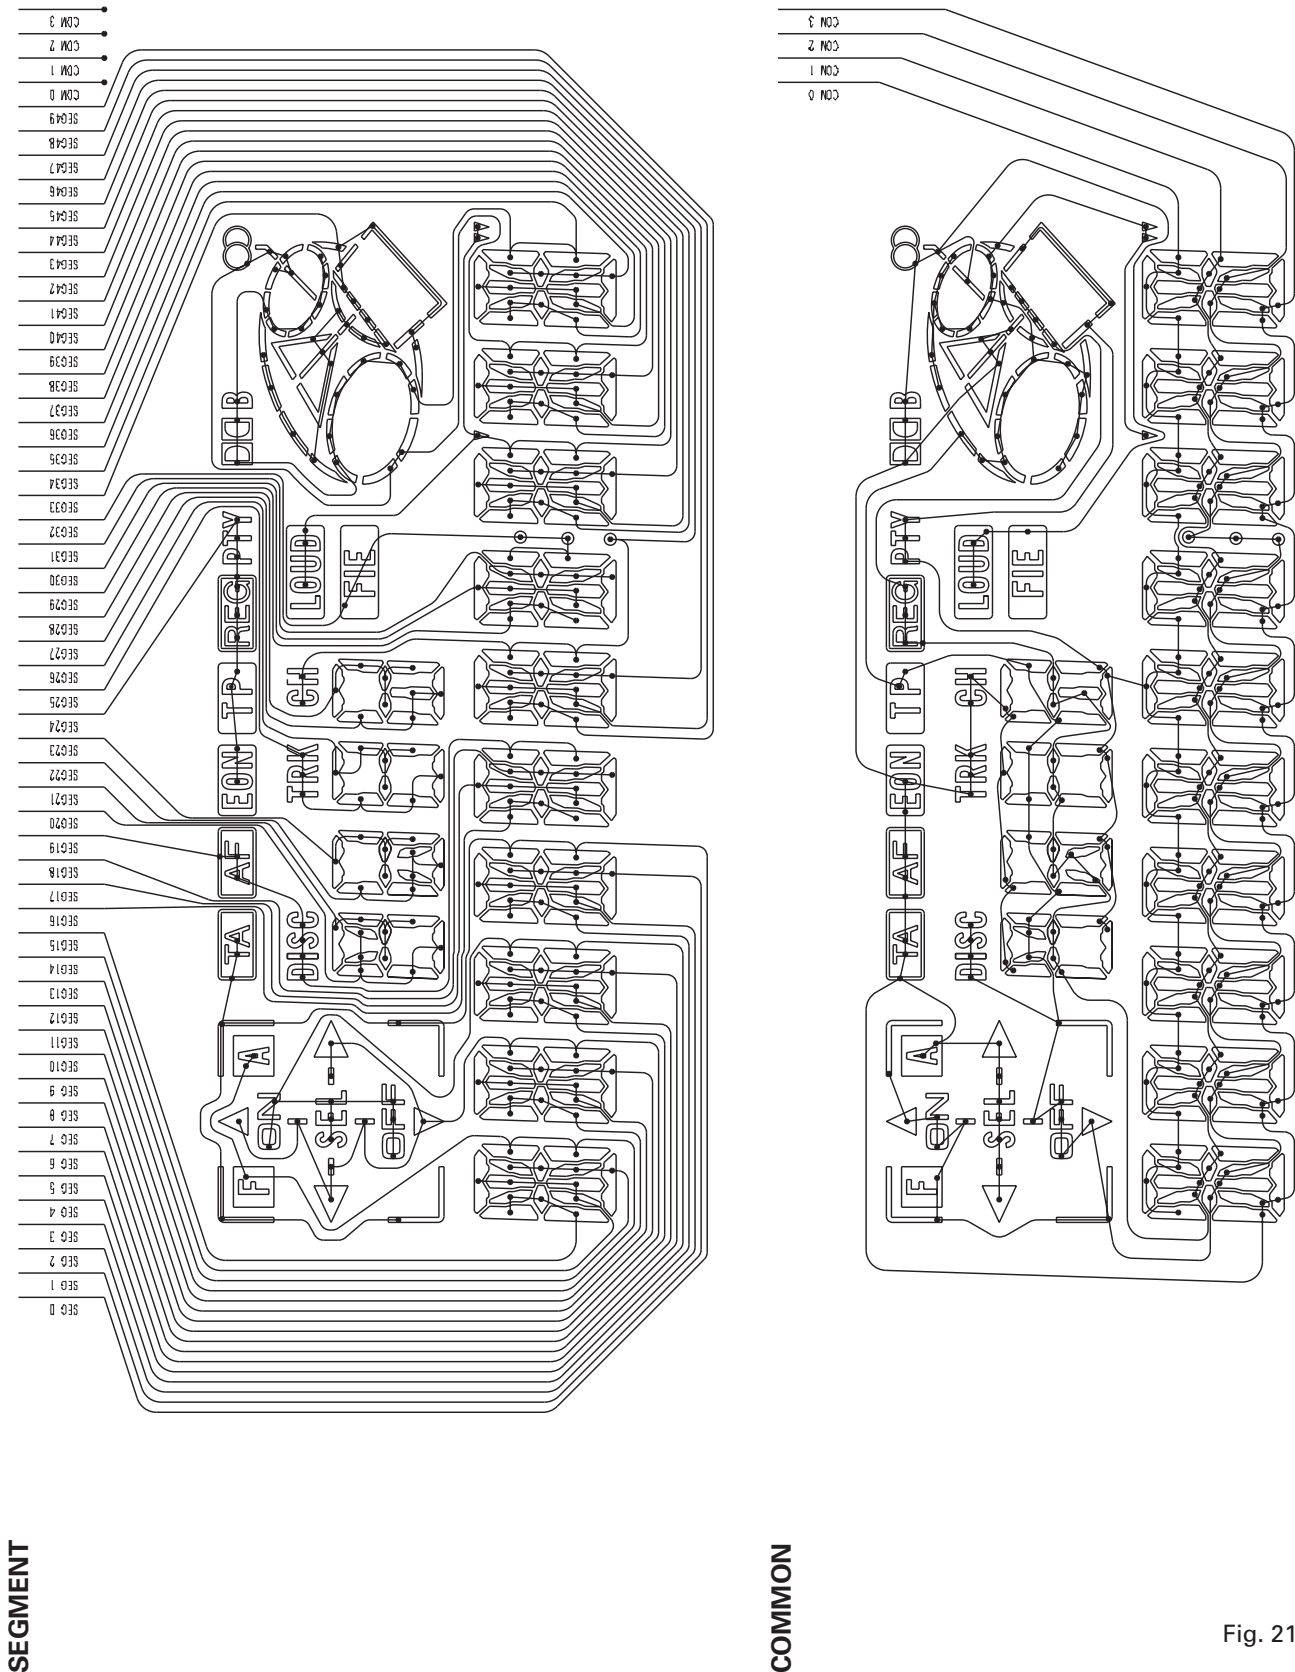 COM 3
COM 2
COM 1
COM 0
SEG49
SEG48
SEG47
SEG46
SEG45
SEG44
SEG43
SEG42
SEG41
SEG40
SEG39
SEG38
SEG37
SEG36
SEG35
SEG34
SEG33
SEG32
SEG31
SEG30
SEG29
SEG28
SEG27
SEG26
SEG25
SEG24
SEG23
SEG22
SEG21
SEG20
SEG19
SEG18
SEG17
SEG16
SEG15
SEG14
SEG13
SEG12
SEG11
SEG10
SEG 9
SEG 8
SEG 7
SEG 6
SEG 5
SEG 4
SEG 3
SEG 2
SEG 1
SEG 0
TA
AF
EON
TP
REG
PTY
DDB
DISC
TRK
CH
LOUD
FIE
F
A
ON
SEL
OFF
SEGMENT
COM 3
COM 2
COM 1
COM 0
TA
AF
EON
TP
REG
PTY
DDB
DISC
TRK
CH
LOUD
FIE
F
A
ON
SEL
OFF
COMMON
Fig. 21